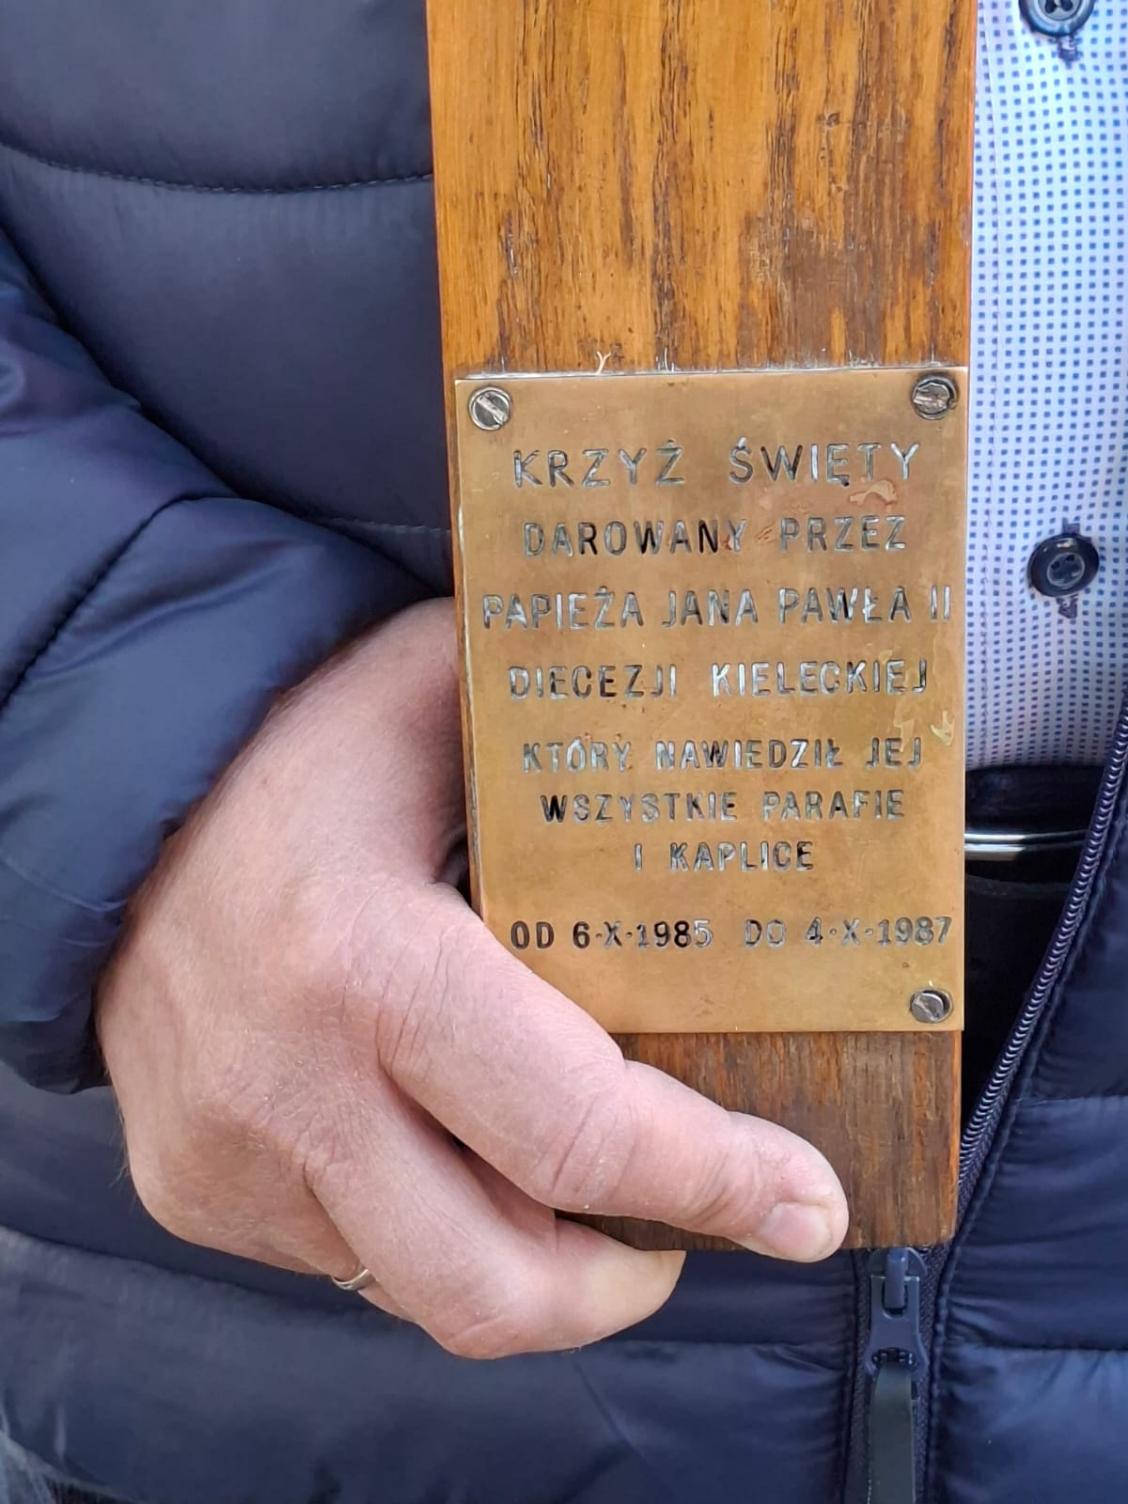 KRZYŻ ŚWIĘTY
DAROWANY PRZEZ
PAPIEŻA JANA PAWŁA II
DIECEZJI KIELECKIEJ
KTÓRY NAWIEDZIŁ JEJ
WSZYSTKIE PARAFIE
I KAPLICE
OD 6·X·1985 DO 4·X·1987